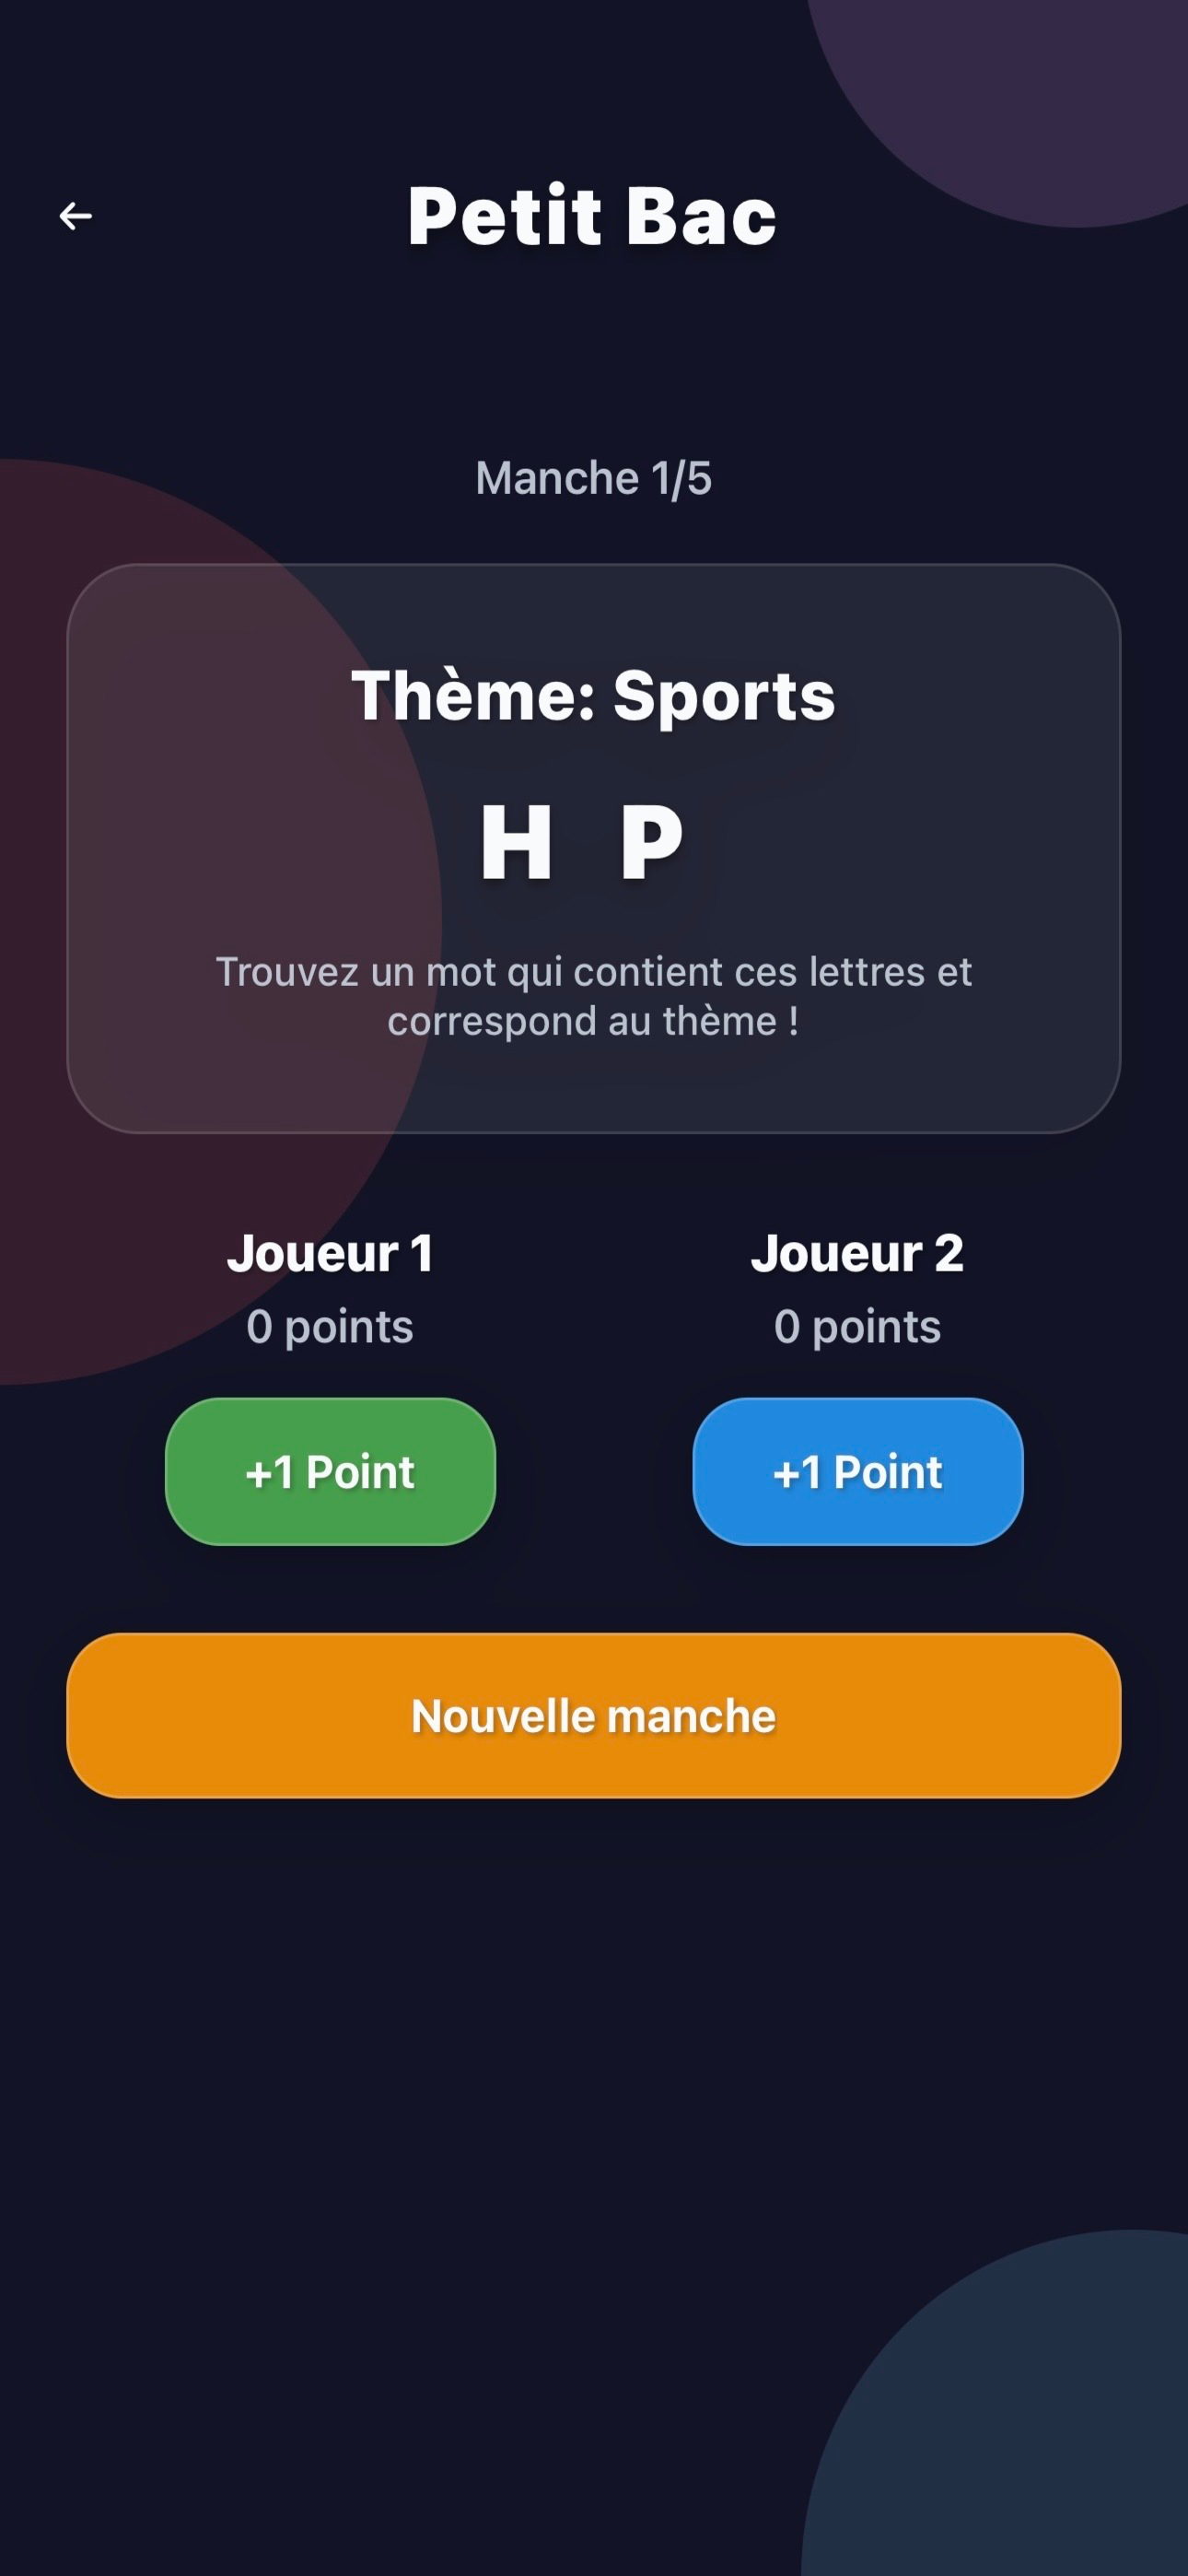 Petit Bac
Manche 1/5
Thème: Sports
H P
Trouvez un mot qui contient ces lettres et
correspond au thème !
Joueur 1
0 points
+1 Point
Joueur 2
0 points
+1 Point
Nouvelle manche